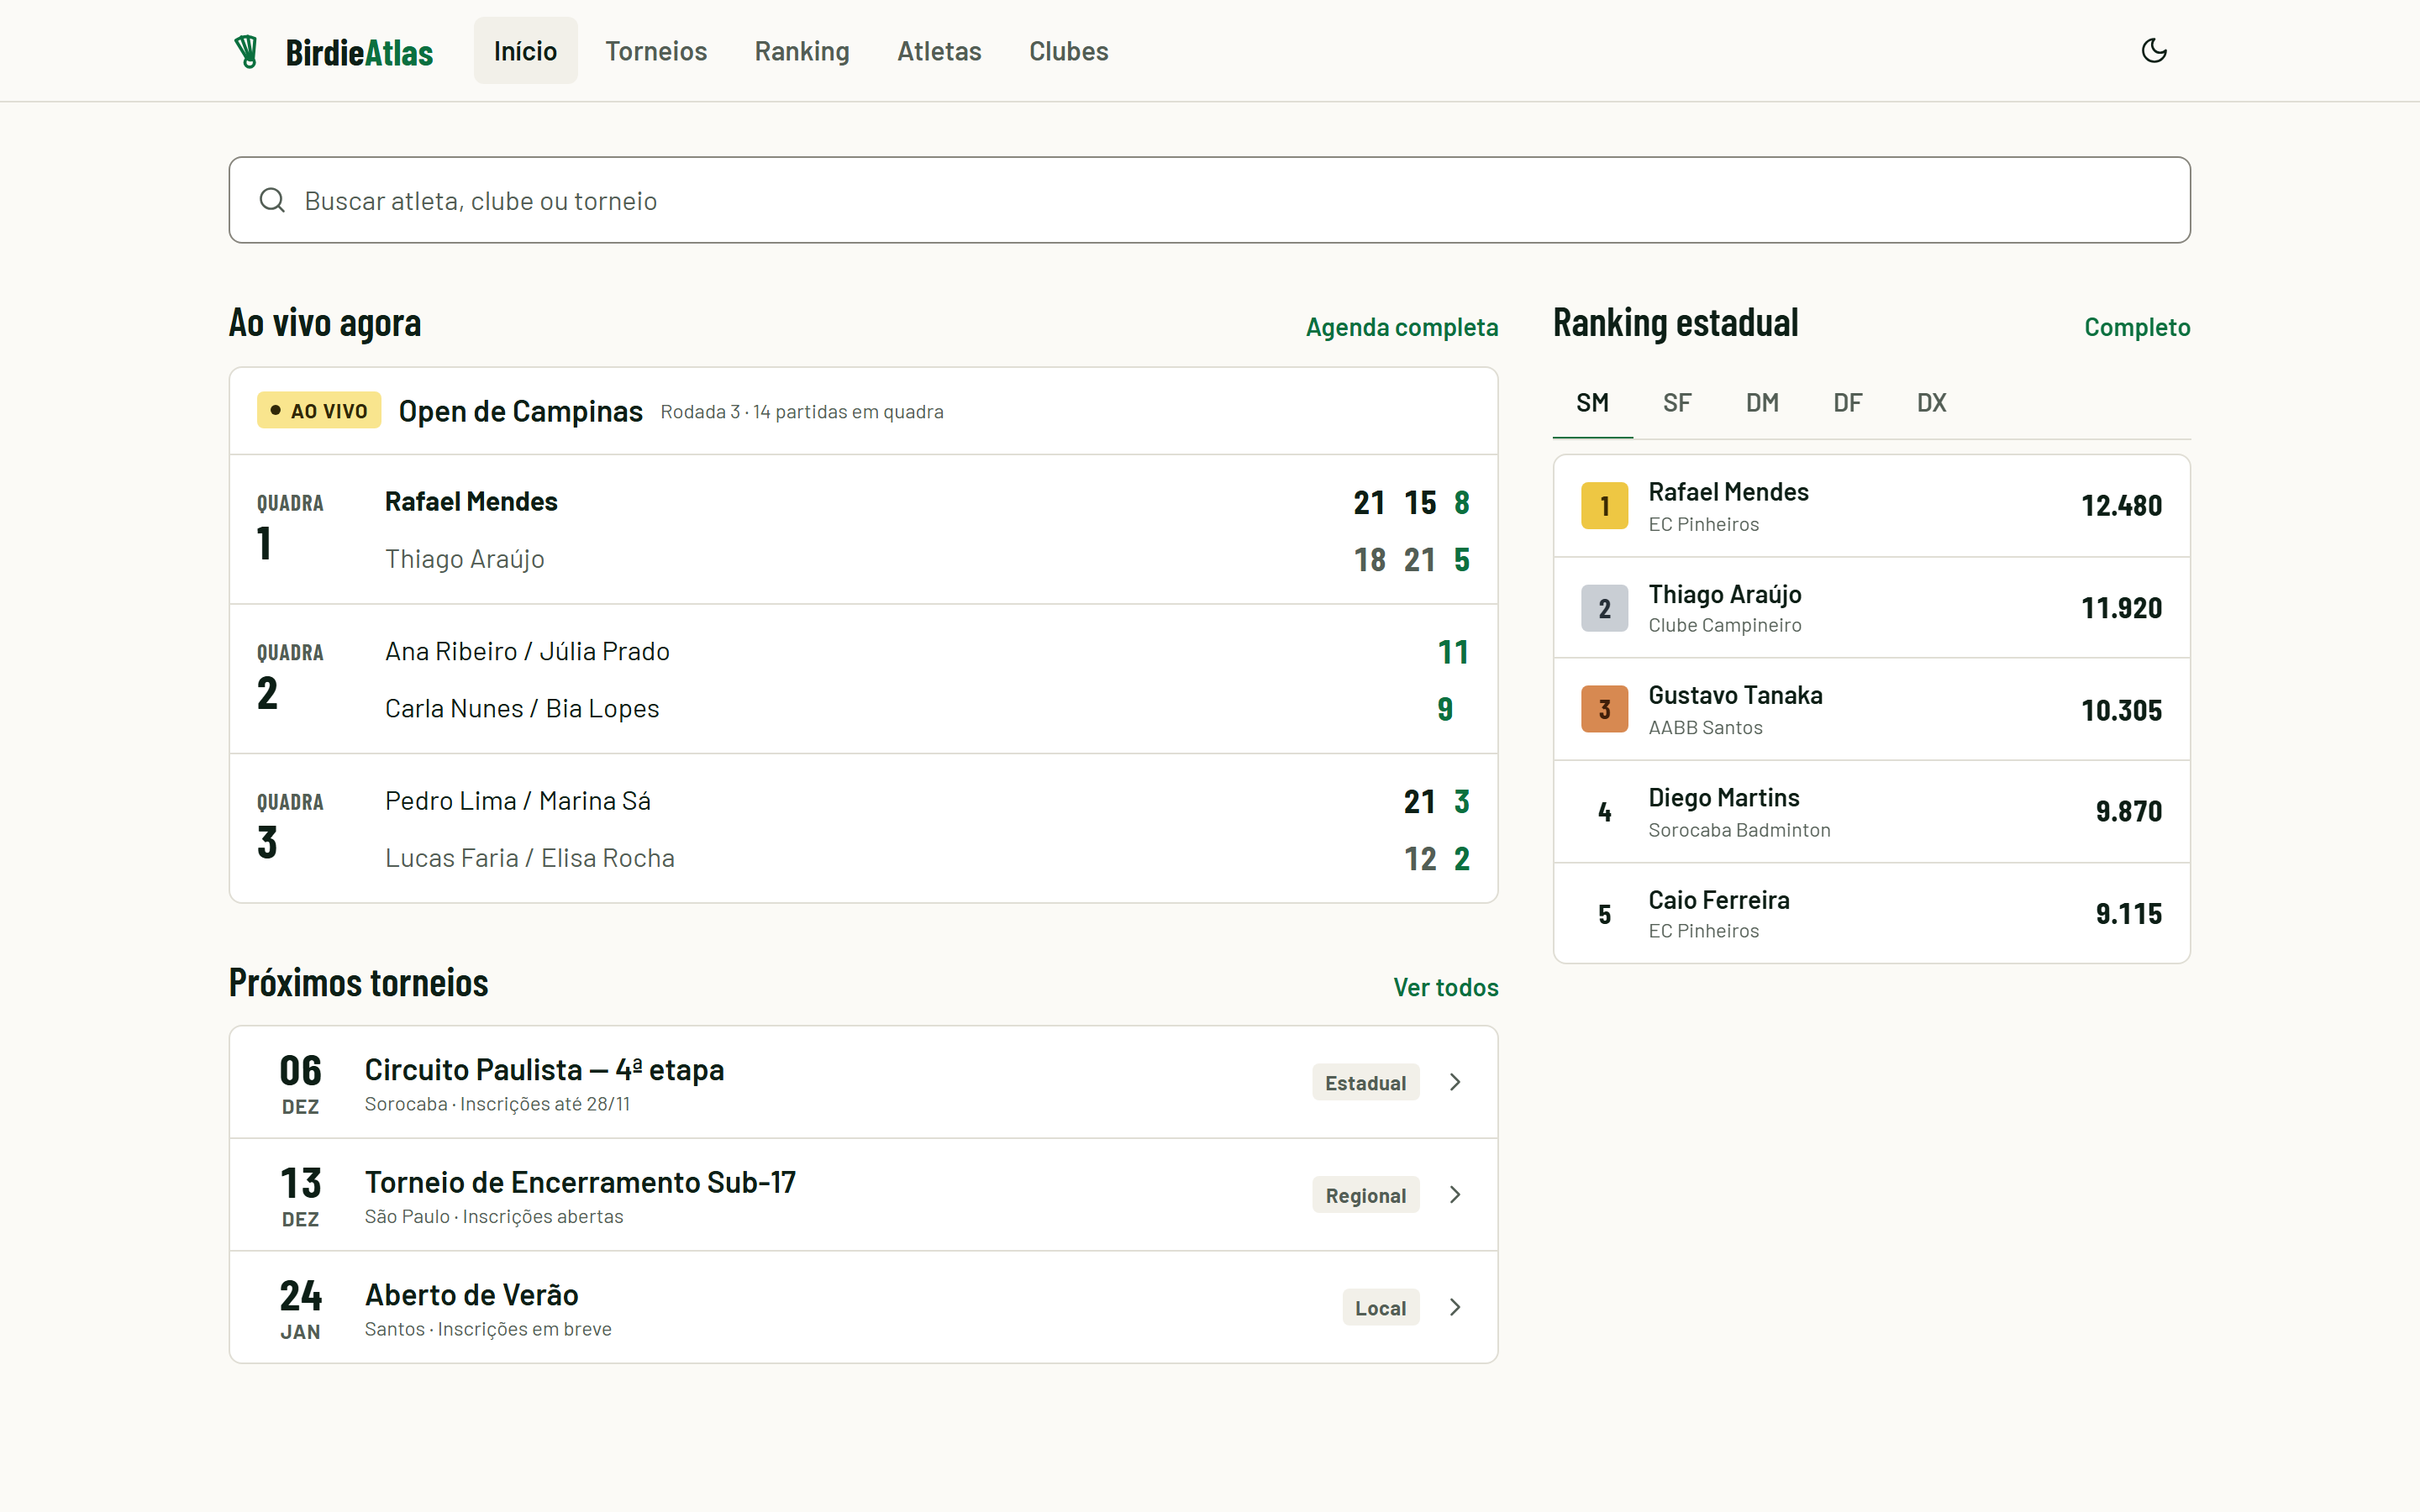 BirdieAtlas Início Torneios Ranking Atletas Clubes
Buscar atleta, clube ou torneio
Ao vivo agora Agenda completa
AO VIVO Open de Campinas Rodada 3 · 14 partidas em quadra
QUADRA 1
Rafael Mendes 21 15 8
Thiago Araújo 18 21 5
QUADRA 2
Ana Ribeiro / Júlia Prado 11
Carla Nunes / Bia Lopes 9
QUADRA 3
Pedro Lima / Marina Sá 21 3
Lucas Faria / Elisa Rocha 12 2
Próximos torneios Ver todos
06 DEZ
Circuito Paulista – 4ª etapa Estadual
Sorocaba · Inscrições até 28/11
13 DEZ
Torneio de Encerramento Sub-17 Regional
São Paulo · Inscrições abertas
24 JAN
Aberto de Verão Local
Santos · Inscrições em breve
Ranking estadual Completo
SM SF DM DF DX
1 Rafael Mendes 12.480
EC Pinheiros
2 Thiago Araújo 11.920
Clube Campineiro
3 Gustavo Tanaka 10.305
AABB Santos
4 Diego Martins 9.870
Sorocaba Badminton
5 Caio Ferreira 9.115
EC Pinheiros